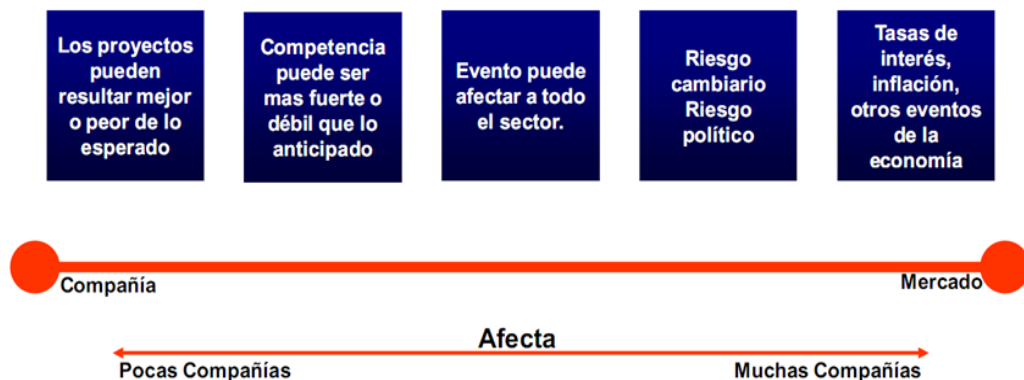 Los proyectos
pueden
resultar mejor
o peor de lo
esperado
Competencia
puede ser
mas fuerte o
débil que lo
anticipado
Evento puede
afectar a todo
el sector.
Riesgo
cambiario
Riesgo
político
Tasas de
interés,
inflación,
otros eventos
de la
economía
Compañía
Mercado
Afecta
Pocas Compañías
Muchas Compañías